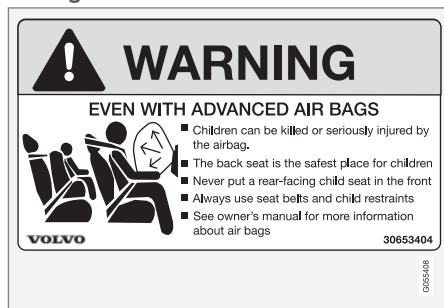 WARNING
EVEN WITH ADVANCED AIR BAGS
■ Children can be killed or seriously injured by
the airbag.
■ The back seat is the safest place for children
■ Never put a rear-facing child seat in the front
■ Always use seat belts and child restraints
■ See owner's manual for more information
about air bags
VOLVO
30653404
G055408